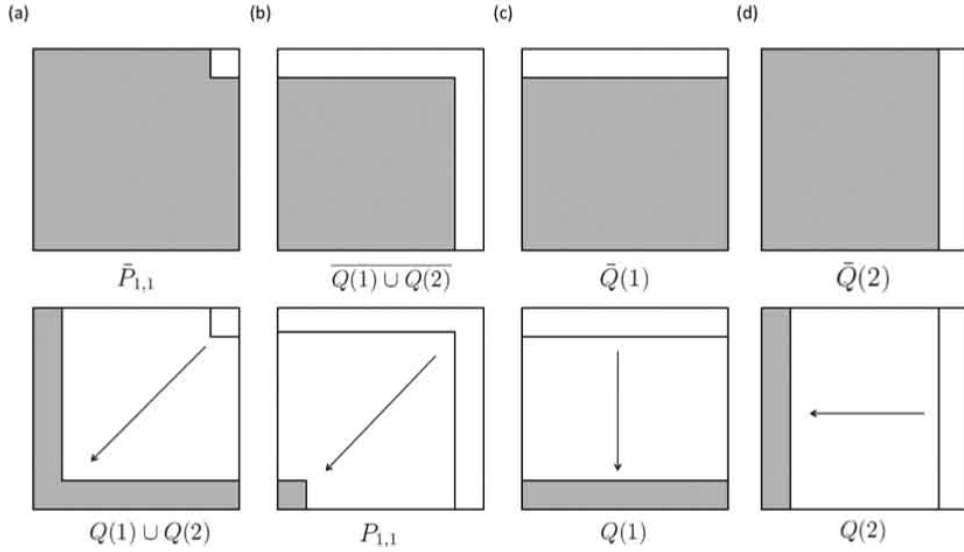 (a) (b) (c) (d)
P̄₁,₁ \overline{Q(1) ∪ Q(2)} Q̄(1) Q̄(2)
Q(1) ∪ Q(2) P₁,₁ Q(1) Q(2)